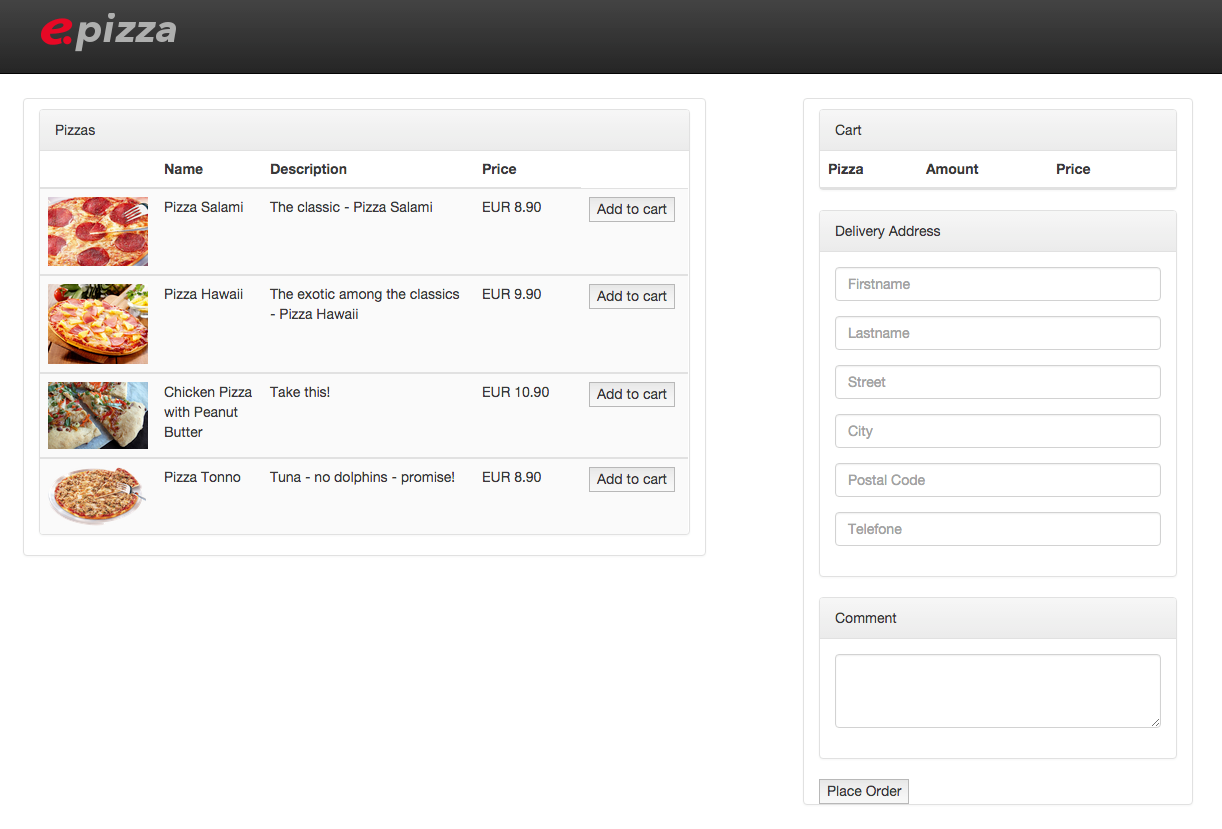 e.pizza
Pizzas
Name Description Price
Pizza Salami The classic - Pizza Salami EUR 8.90 Add to cart
Pizza Hawaii The exotic among the classics EUR 9.90 Add to cart
- Pizza Hawaii
Chicken Pizza Take this! EUR 10.90 Add to cart
with Peanut
Butter
Pizza Tonno Tuna - no dolphins - promise! EUR 8.90 Add to cart
Cart
Pizza Amount Price
Delivery Address
Firstname
Lastname
Street
City
Postal Code
Telefone
Comment
Place Order